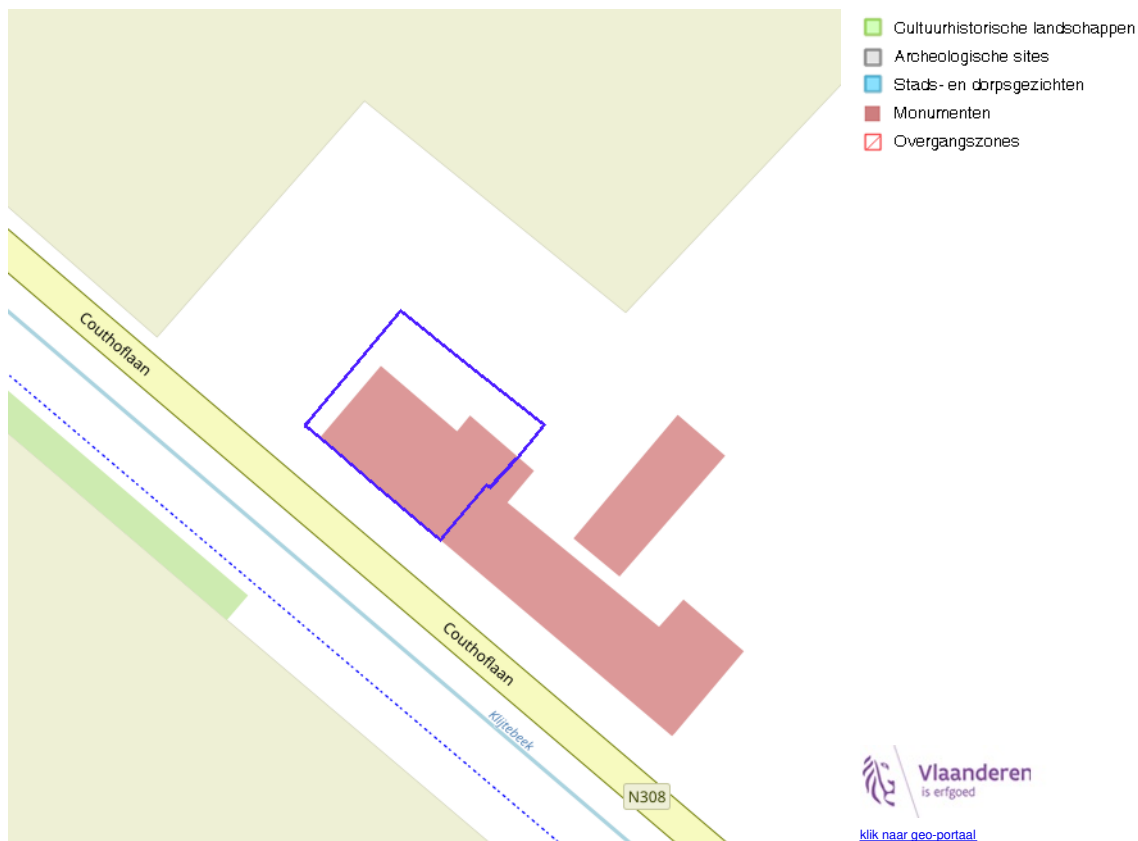 Cultuurhistorische landschappen
Archeologische sites
Stads- en dorpsgezichten
Monumenten
Overgangszones
Couthoflaan
Couthoflaan
Klijtebeek
N308
Vlaanderen
is erfgoed
klik naar geo-portaal